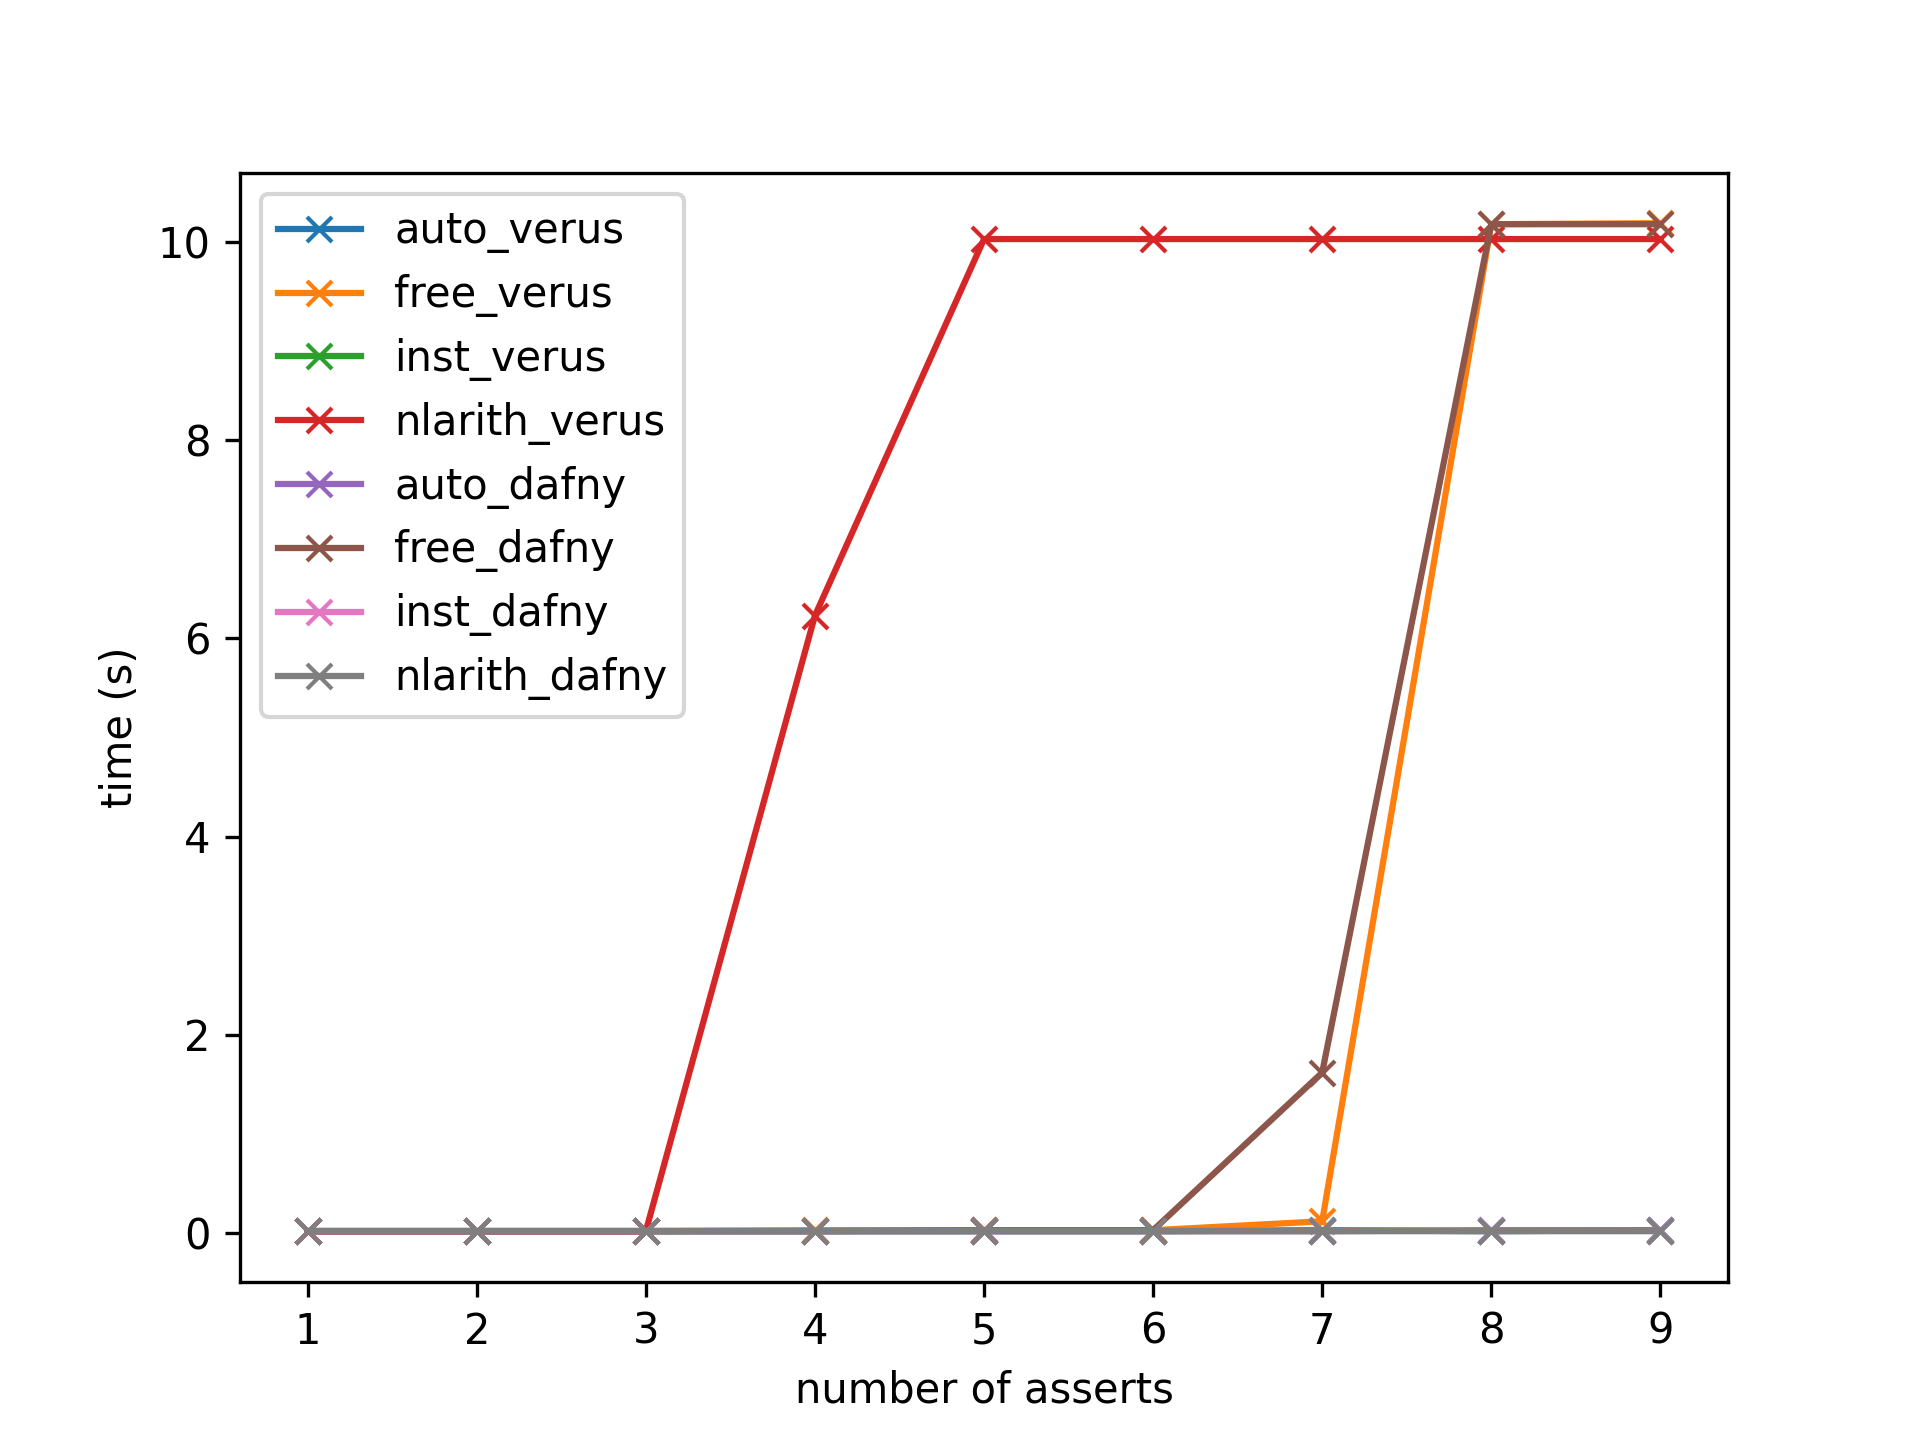 auto_verus
free_verus
inst_verus
nlarith_verus
auto_dafny
free_dafny
inst_dafny
nlarith_dafny
10
8
6
4
2
0
time (s)
1 2 3 4 5 6 7 8 9
number of asserts